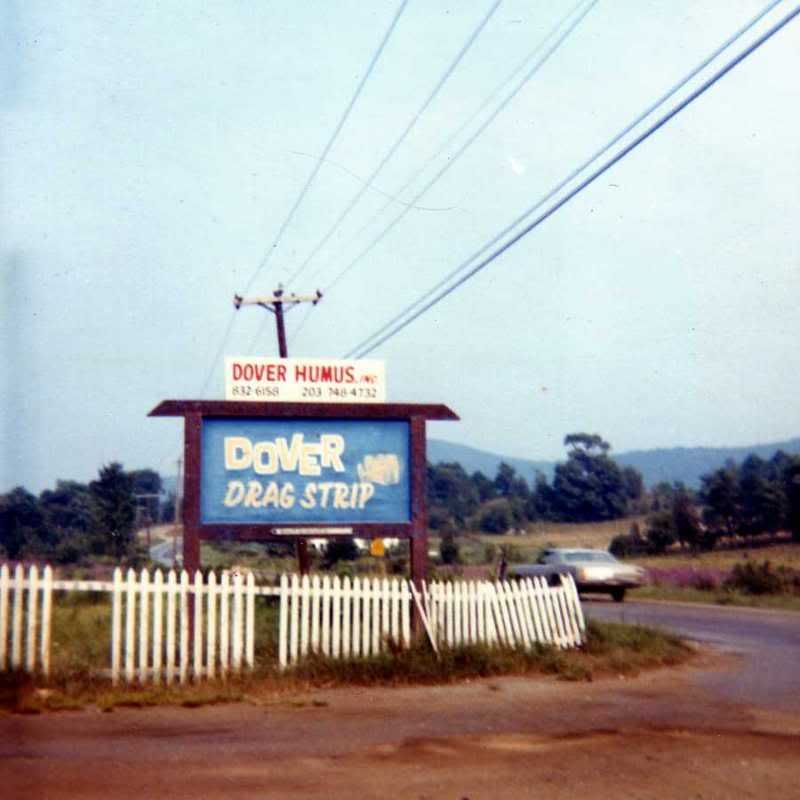 DOVER HUMUS, INC
832-6158 203-748-4732
DOVER
DRAG STRIP